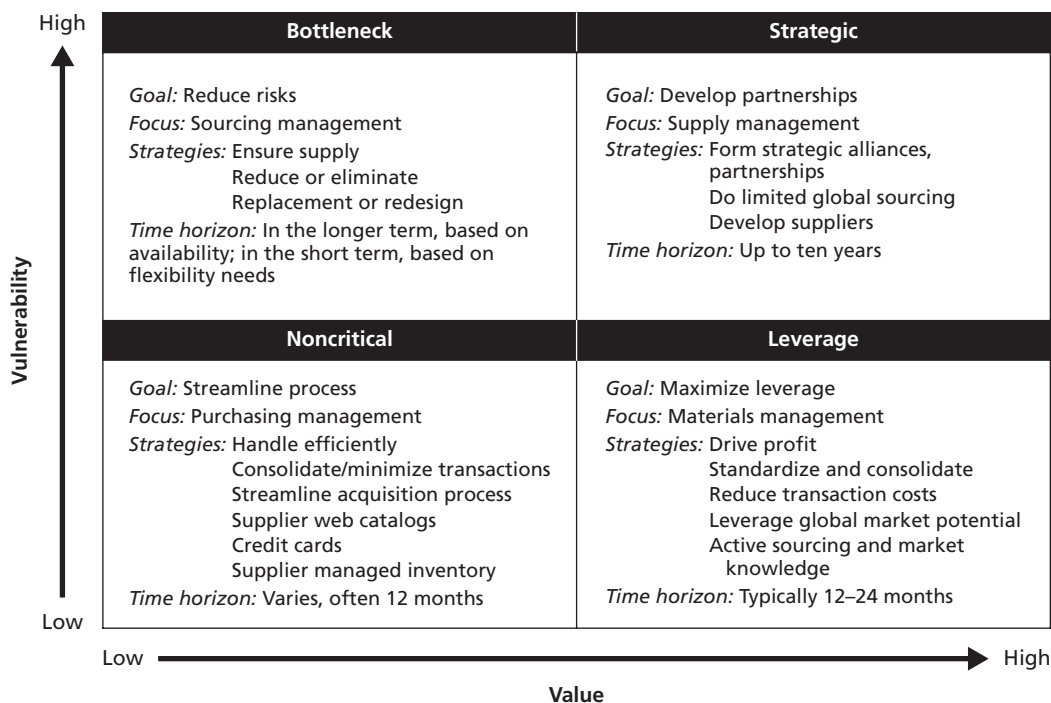 High
Bottleneck
Goal: Reduce risks
Focus: Sourcing management
Strategies: Ensure supply
Reduce or eliminate
Replacement or redesign
Time horizon: In the longer term, based on
availability; in the short term, based on
flexibility needs
Strategic
Goal: Develop partnerships
Focus: Supply management
Strategies: Form strategic alliances,
partnerships
Do limited global sourcing
Develop suppliers
Time horizon: Up to ten years
Vulnerability
Noncritical
Goal: Streamline process
Focus: Purchasing management
Strategies: Handle efficiently
Consolidate/minimize transactions
Streamline acquisition process
Supplier web catalogs
Credit cards
Supplier managed inventory
Time horizon: Varies, often 12 months
Leverage
Goal: Maximize leverage
Focus: Materials management
Strategies: Drive profit
Standardize and consolidate
Reduce transaction costs
Leverage global market potential
Active sourcing and market
knowledge
Time horizon: Typically 12–24 months
Low
Low
High
Value